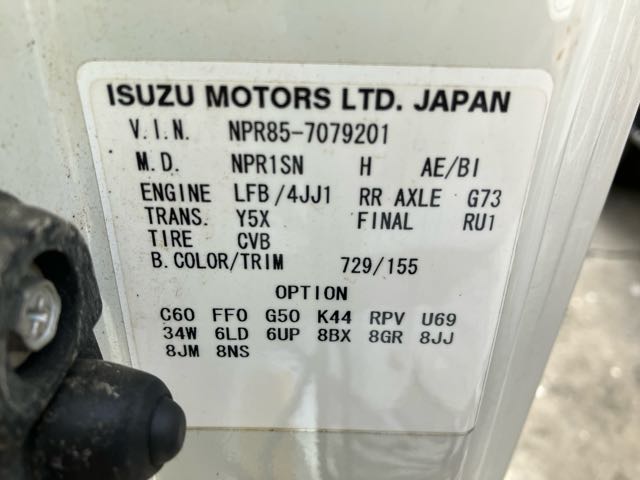 ISUZU MOTORS LTD. JAPAN
V.I.N. NPR85-7079201
M.D. NPR1SN H AE/BI
ENGINE LFB/4JJ1 RR AXLE G73
TRANS. Y5X FINAL RU1
TIRE CVB
B.COLOR/TRIM 729/155
OPTION
C60 FF0 G50 K44 RPV U69
34W 6LD 6UP 8BX 8GR 8JJ
8JM 8NS